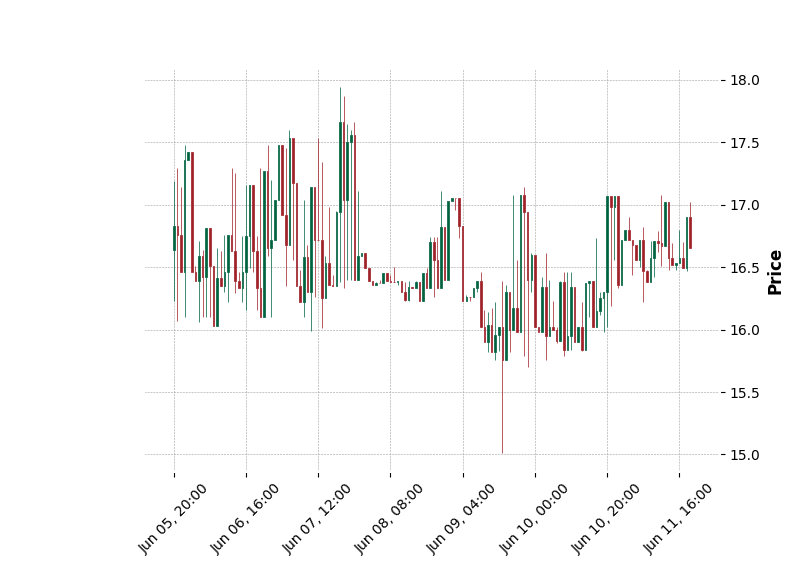 18.0
17.5
17.0
16.5
16.0
15.5
15.0
Price
Jun 05, 20:00
Jun 06, 16:00
Jun 07, 12:00
Jun 08, 08:00
Jun 09, 04:00
Jun 10, 00:00
Jun 10, 20:00
Jun 11, 16:00